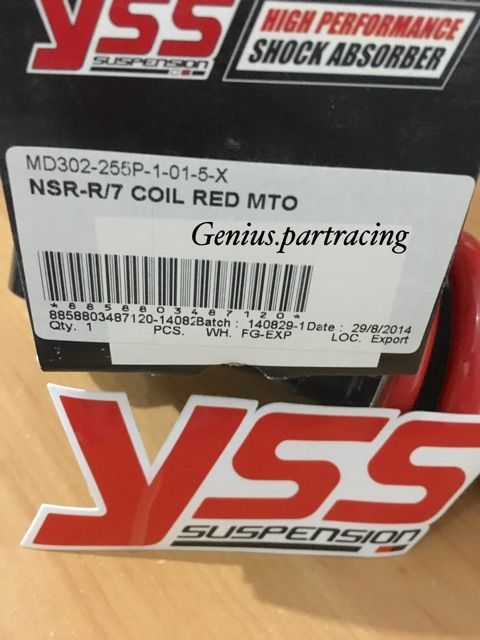 YSS
SUSPENSION
HIGH PERFORMANCE
SHOCK ABSORBER
MD302-255P-1-01-5-X
NSR-R/7 COIL RED MTO
Genius.partracing
*8858803487120*
8858803487120-14082Batch : 140829-1Date : 29/8/2014
Qty. 1 PCS. WH. FG-EXP LOC. Export
YSS
SUSPENSION